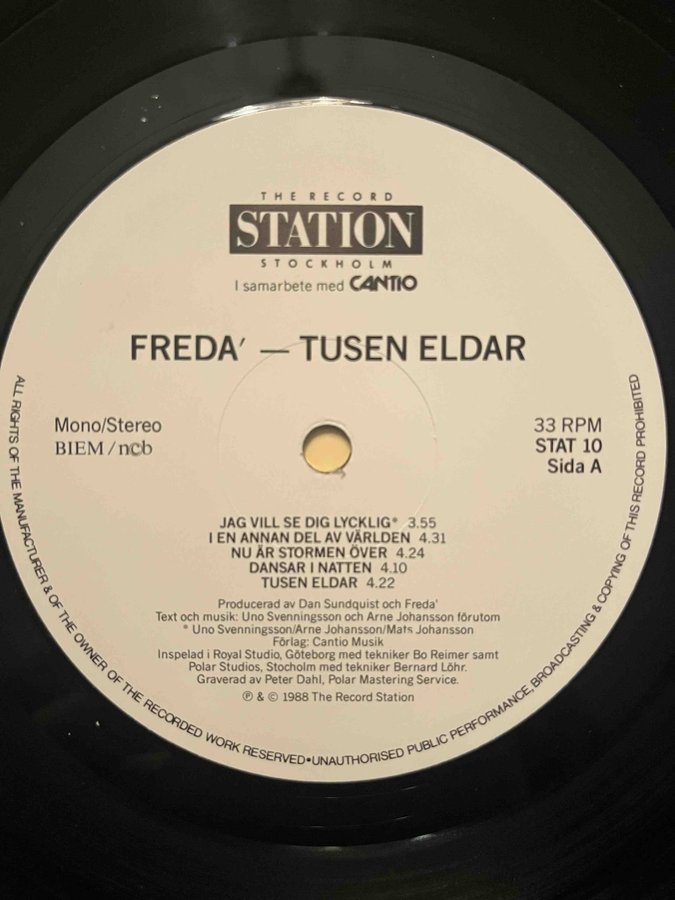 THE RECORD
STATION
STOCKHOLM
I samarbete med CANTIO
FREDA' — TUSEN ELDAR
Mono/Stereo
BIEM/ncb
33 RPM
STAT 10
Sida A
JAG VILL SE DIG LYCKLIG* 3.55
I EN ANNAN DEL AV VÄRLDEN 4.31
NU ÄR STORMEN ÖVER 4.24
DANSAR I NATTEN 4.10
TUSEN ELDAR 4.22
Producerad av Dan Sundquist och Freda'
Text och musik: Uno Svenningsson och Arne Johansson förutom
* Uno Svenningsson/Arne Johansson/Mats Johansson
Förlag: Cantio Musik
Inspelad i Royal Studio, Göteborg med tekniker Bo Reimer samt
Polar Studios, Stocholm med tekniker Bernard Löhr.
Graverad av Peter Dahl, Polar Mastering Service.
℗ & © 1988 The Record Station
ALL RIGHTS OF THE MANUFACTURER & OF THE OWNER OF THE RECORDED WORK RESERVED•UNAUTHORISED PUBLIC PERFORMANCE, BROADCASTING & COPYING OF THIS RECORD PROHIBITED